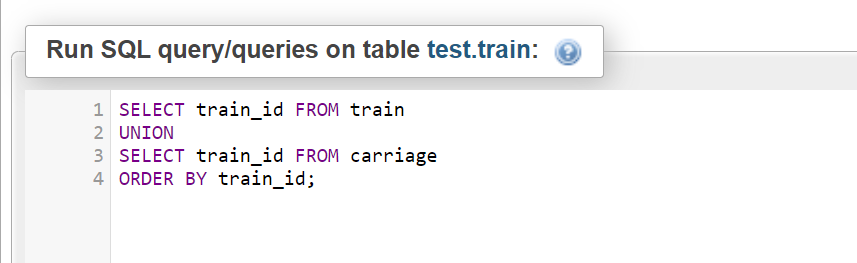 Run SQL query/queries on table test.train:
1 SELECT train_id FROM train
2 UNION
3 SELECT train_id FROM carriage
4 ORDER BY train_id;